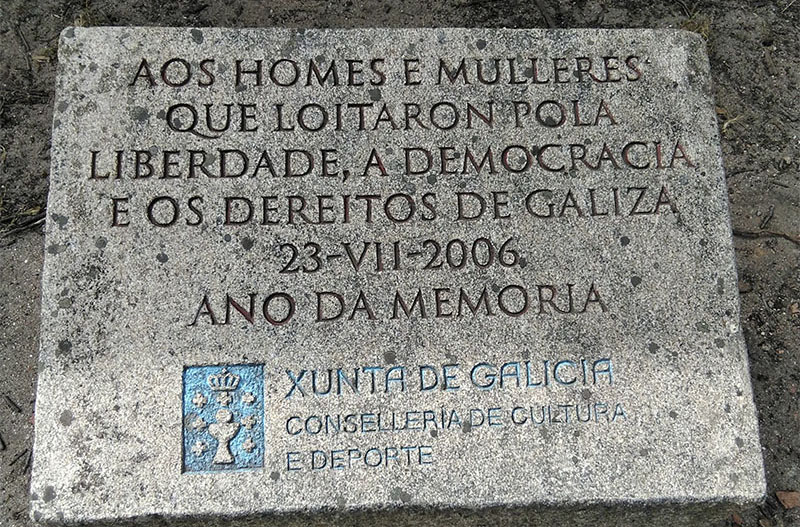 AOS HOMES E MULLERES
QUE LOITARON POLA
LIBERDADE, A DEMOCRACIA
E OS DEREITOS DE GALIZA
23-VII-2006
ANO DA MEMORIA
XUNTA DE GALICIA
CONSELLERÍA DE CULTURA
E DEPORTE